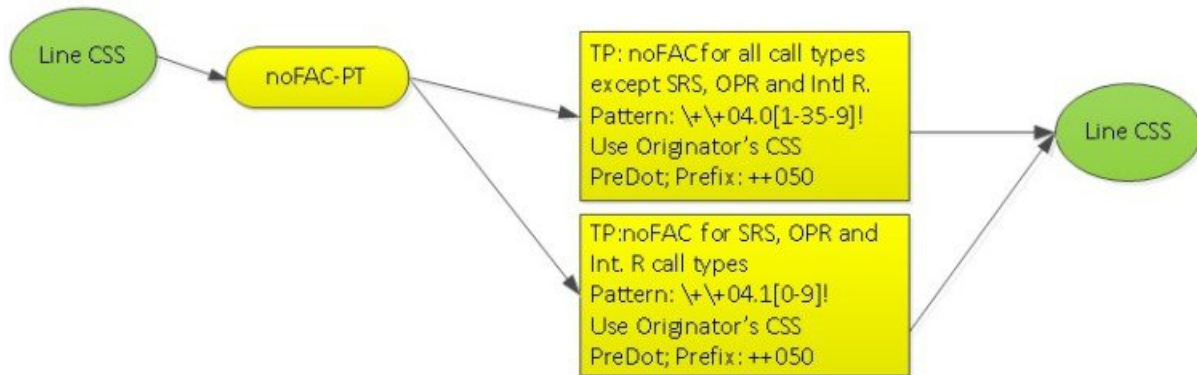 Line CSS
noFAC-PT
TP: noFAC for all call types
except SRS, OPR and Intl R.
Pattern: \+\+04.0[1-35-9]!
Use Originator's CSS
PreDot; Prefix: ++050
TP:noFAC for SRS, OPR and
Int. R call types
Pattern: \+\+04.1[0-9]!
Use Originator's CSS
PreDot; Prefix: ++050
Line CSS